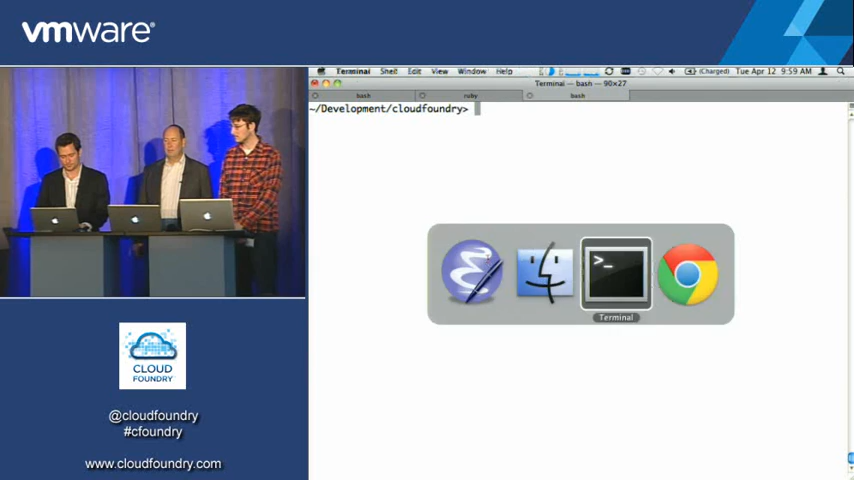 vmware®
Terminal Shell Edit View Window Help
(Charged) Tue Apr 12 9:59 AM
Terminal — bash — 90×27
bash
ruby
bash
~/Development/cloudfoundry>
>_
Terminal
CLOUD
FOUNDRY
@cloudfoundry
#cfoundry
www.cloudfoundry.com